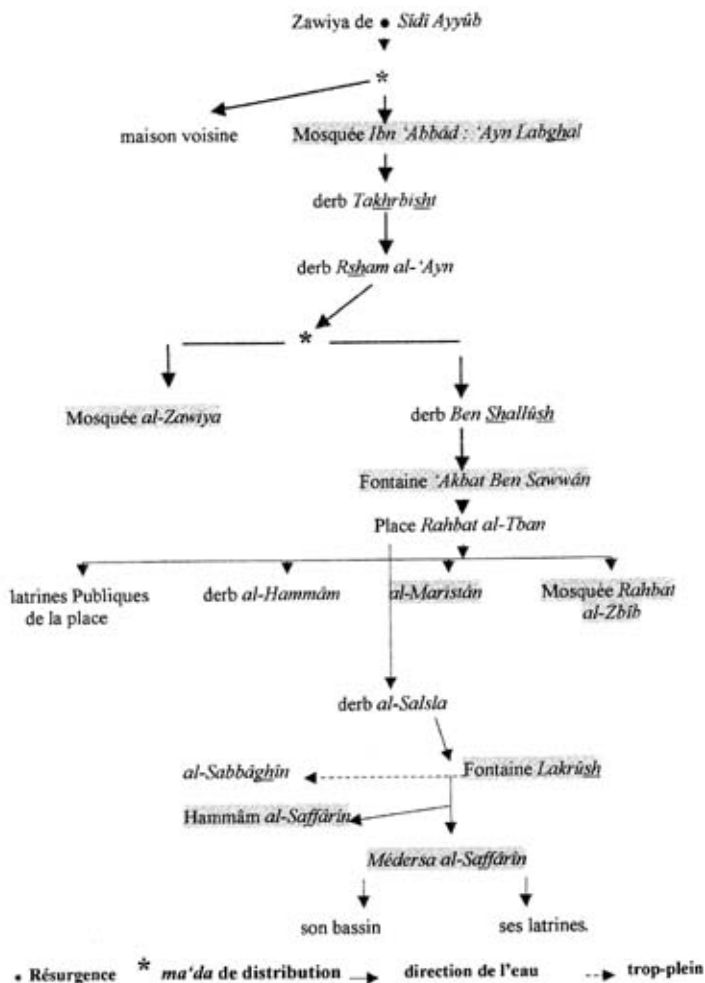 Zawiya de • Sîdî Ayyûb
*
maison voisine
Mosquée Ibn ‘Abbâd : ‘Ayn Labghal
derb Takhrbisht
derb Rsham al-‘Ayn
*
Mosquée al-Zawiya
derb Ben Shallûsh
Fontaine ‘Akbat Ben Sawwân
Place Rahbat al-Tban
latrines Publiques
de la place
derb al-Hammâm
al-Maristân
Mosquée Rahbat
al-Zbîb
derb al-Salsla
al-Sabbâghîn
Fontaine Lakrûsh
Hammâm al-Saffârîn
Médersa al-Saffârîn
son bassin
ses latrines.
• Résurgence * ma‘da de distribution direction de l'eau trop-plein